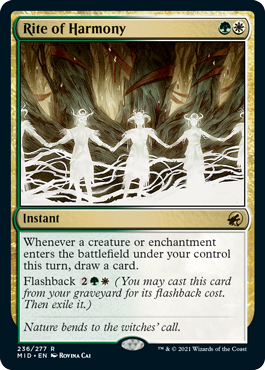 Rite of Harmony
Instant
Whenever a creature or enchantment
enters the battlefield under your control
this turn, draw a card.
Flashback 2 (You may cast this card
from your graveyard for its flashback cost.
Then exile it.)
Nature bends to the witches' call.
236/277 R
MID • EN ROVINA CAI
™ & © 2021 Wizards of the Coast